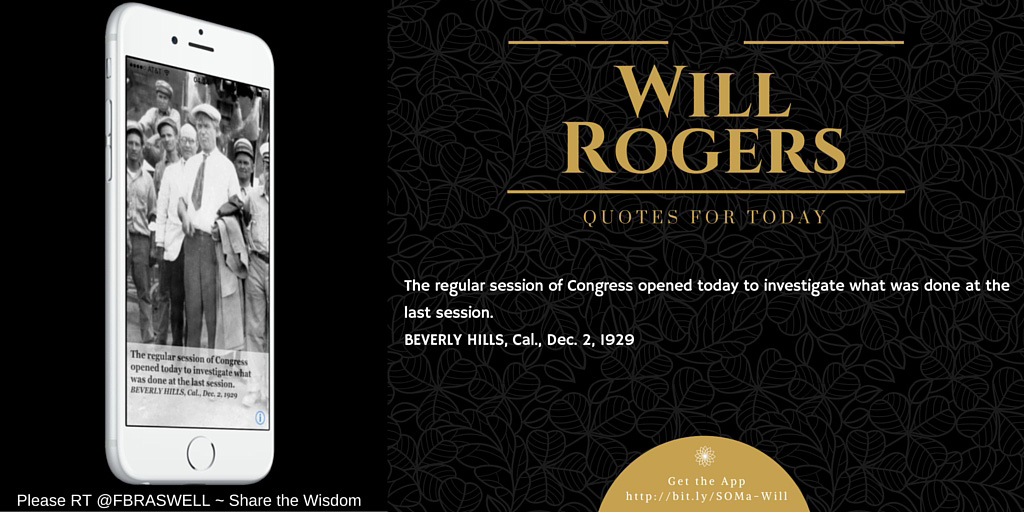 AT&T
The regular session of Congress
opened today to investigate what
was done at the last session.
BEVERLY HILLS, Cal., Dec. 2, 1929
Please RT @FBRASWELL ~ Share the Wisdom
WILL
ROGERS
QUOTES FOR TODAY
The regular session of Congress opened today to investigate what was done at the
last session.
BEVERLY HILLS, Cal., Dec. 2, 1929
Get the App
http://bit.ly/SOMa-Will